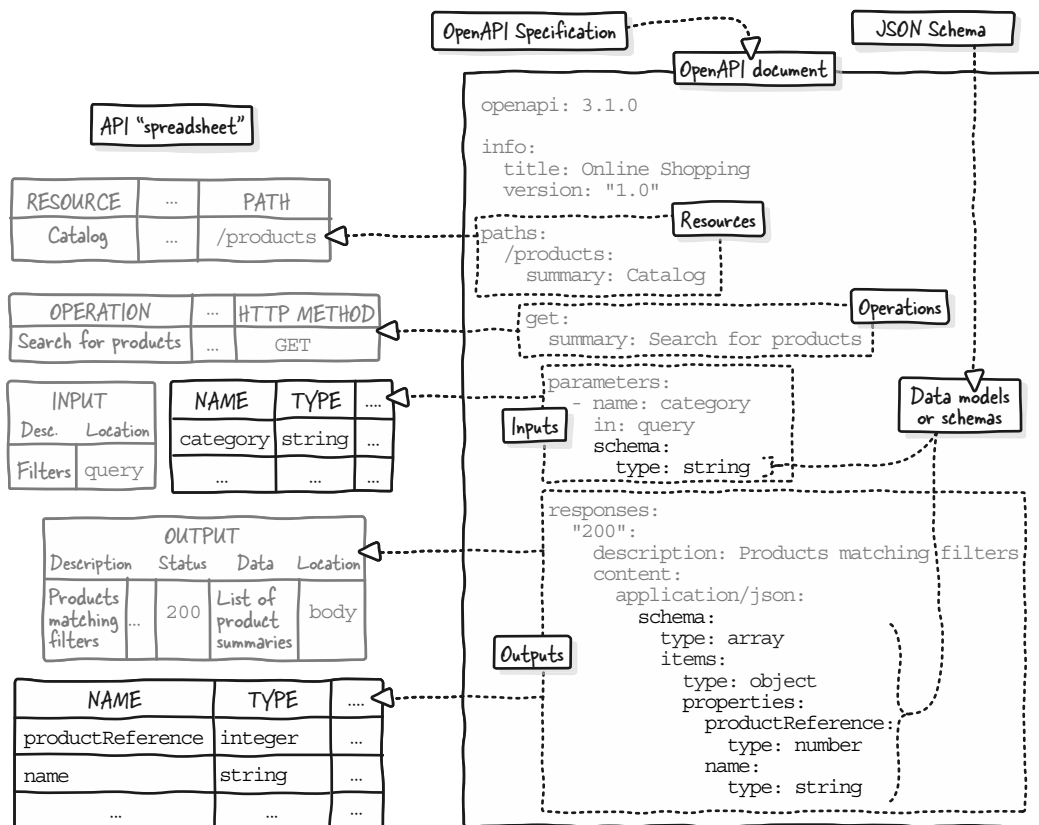 OpenAPI Specification
JSON Schema
OpenAPI document
API "spreadsheet"
RESOURCE ... PATH
Catalog ... /products
OPERATION ... HTTP METHOD
Search for products ... GET
INPUT
Desc. Location
Filters query
NAME TYPE ....
category string ...
... ... ...
OUTPUT
Description Status Data Location
Products matching filters ... 200 List of product summaries body
NAME TYPE ....
productReference integer ...
name string ...
... ... ...
openapi: 3.1.0
info:
title: Online Shopping
version: "1.0"
Resources
paths:
/products:
summary: Catalog
Operations
get:
summary: Search for products
Inputs
parameters:
- name: category
in: query
schema:
type: string
Data models
or schemas
Outputs
responses:
"200":
description: Products matching filters
content:
application/json:
schema:
type: array
items:
type: object
properties:
productReference:
type: number
name:
type: string